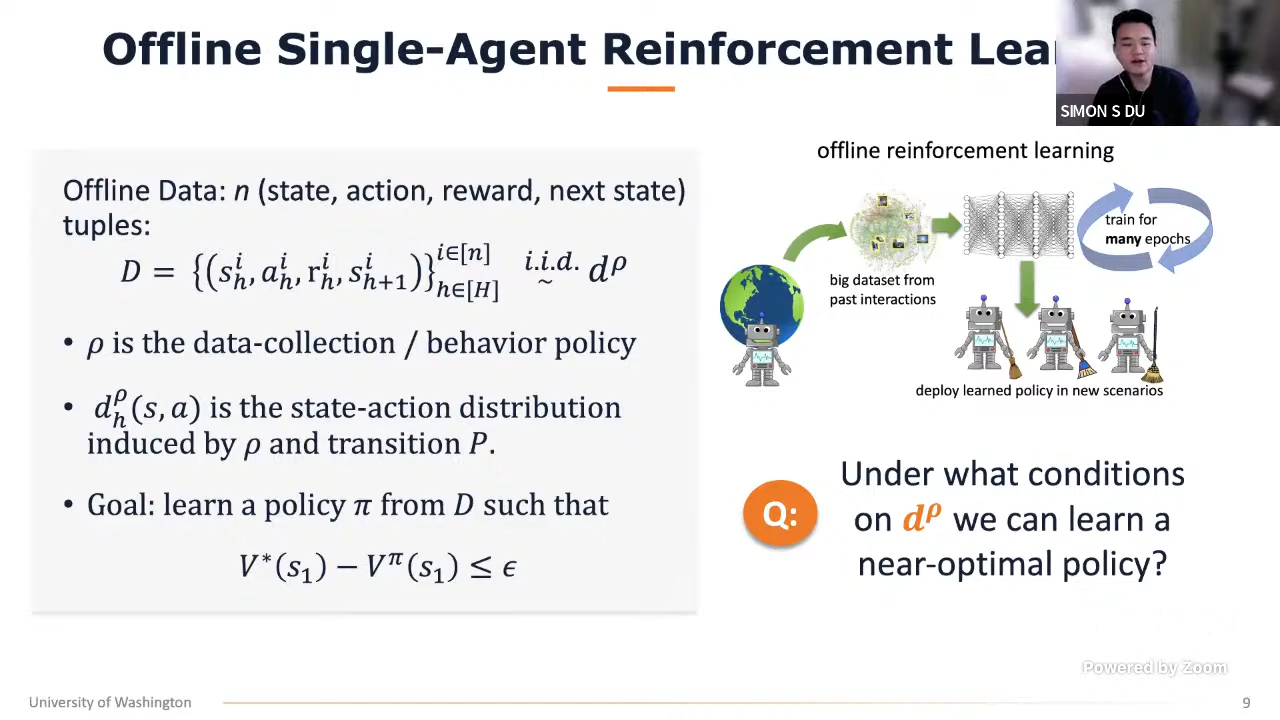 Offline Single-Agent Reinforcement Lea
SIMON S DU
Offline Data: n (state, action, reward, next state)
tuples:
D = {(s_h^i, a_h^i, r_h^i, s_{h+1}^i)}_{h∈[H]}^{i∈[n]} i.i.d. ~ d^ρ
• ρ is the data-collection / behavior policy
• d_h^ρ(s, a) is the state-action distribution
induced by ρ and transition P.
• Goal: learn a policy π from D such that
V*(s_1) − V^π(s_1) ≤ ϵ
offline reinforcement learning
big dataset from
past interactions
train for
many epochs
deploy learned policy in new scenarios
Q:
Under what conditions
on d^ρ we can learn a
near-optimal policy?
Powered by Zoom
University of Washington
9